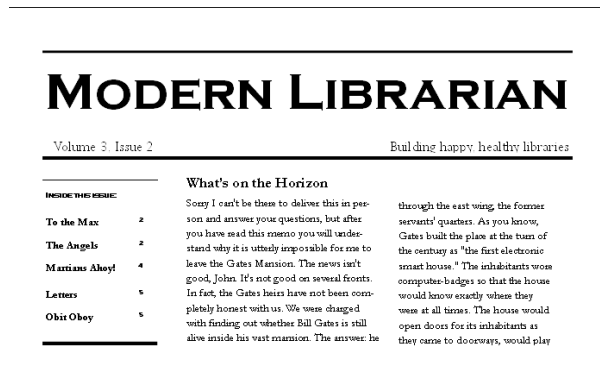 MODERN LIBRARIAN
Volume 3, Issue 2
Building happy, healthy libraries
INSIDE THIS ISSUE:
To the Max 2
The Angels 2
Martians Ahoy! 4
Letters 5
Obit Oboy 5
What's on the Horizon
Sorry I can't be there to deliver this in per-
son and answer your questions, but after
you have read this memo you will under-
stand why it is utterly impossible for me to
leave the Gates Mansion. The news isn't
good, John. It's not good on several fronts.
In fact, the Gates heirs have not been com-
pletely honest with us. We were charged
with finding out whether Bill Gates is still
alive inside his vast mansion. The answer: he
through the east wing, the former
servants' quarters. As you know,
Gates built the place at the turn of
the century as "the first electronic
smart house." The inhabitants wore
computer-badges so that the house
would know exactly where they
were at all times. The house would
open doors for its inhabitants as
they came to doorways, would play